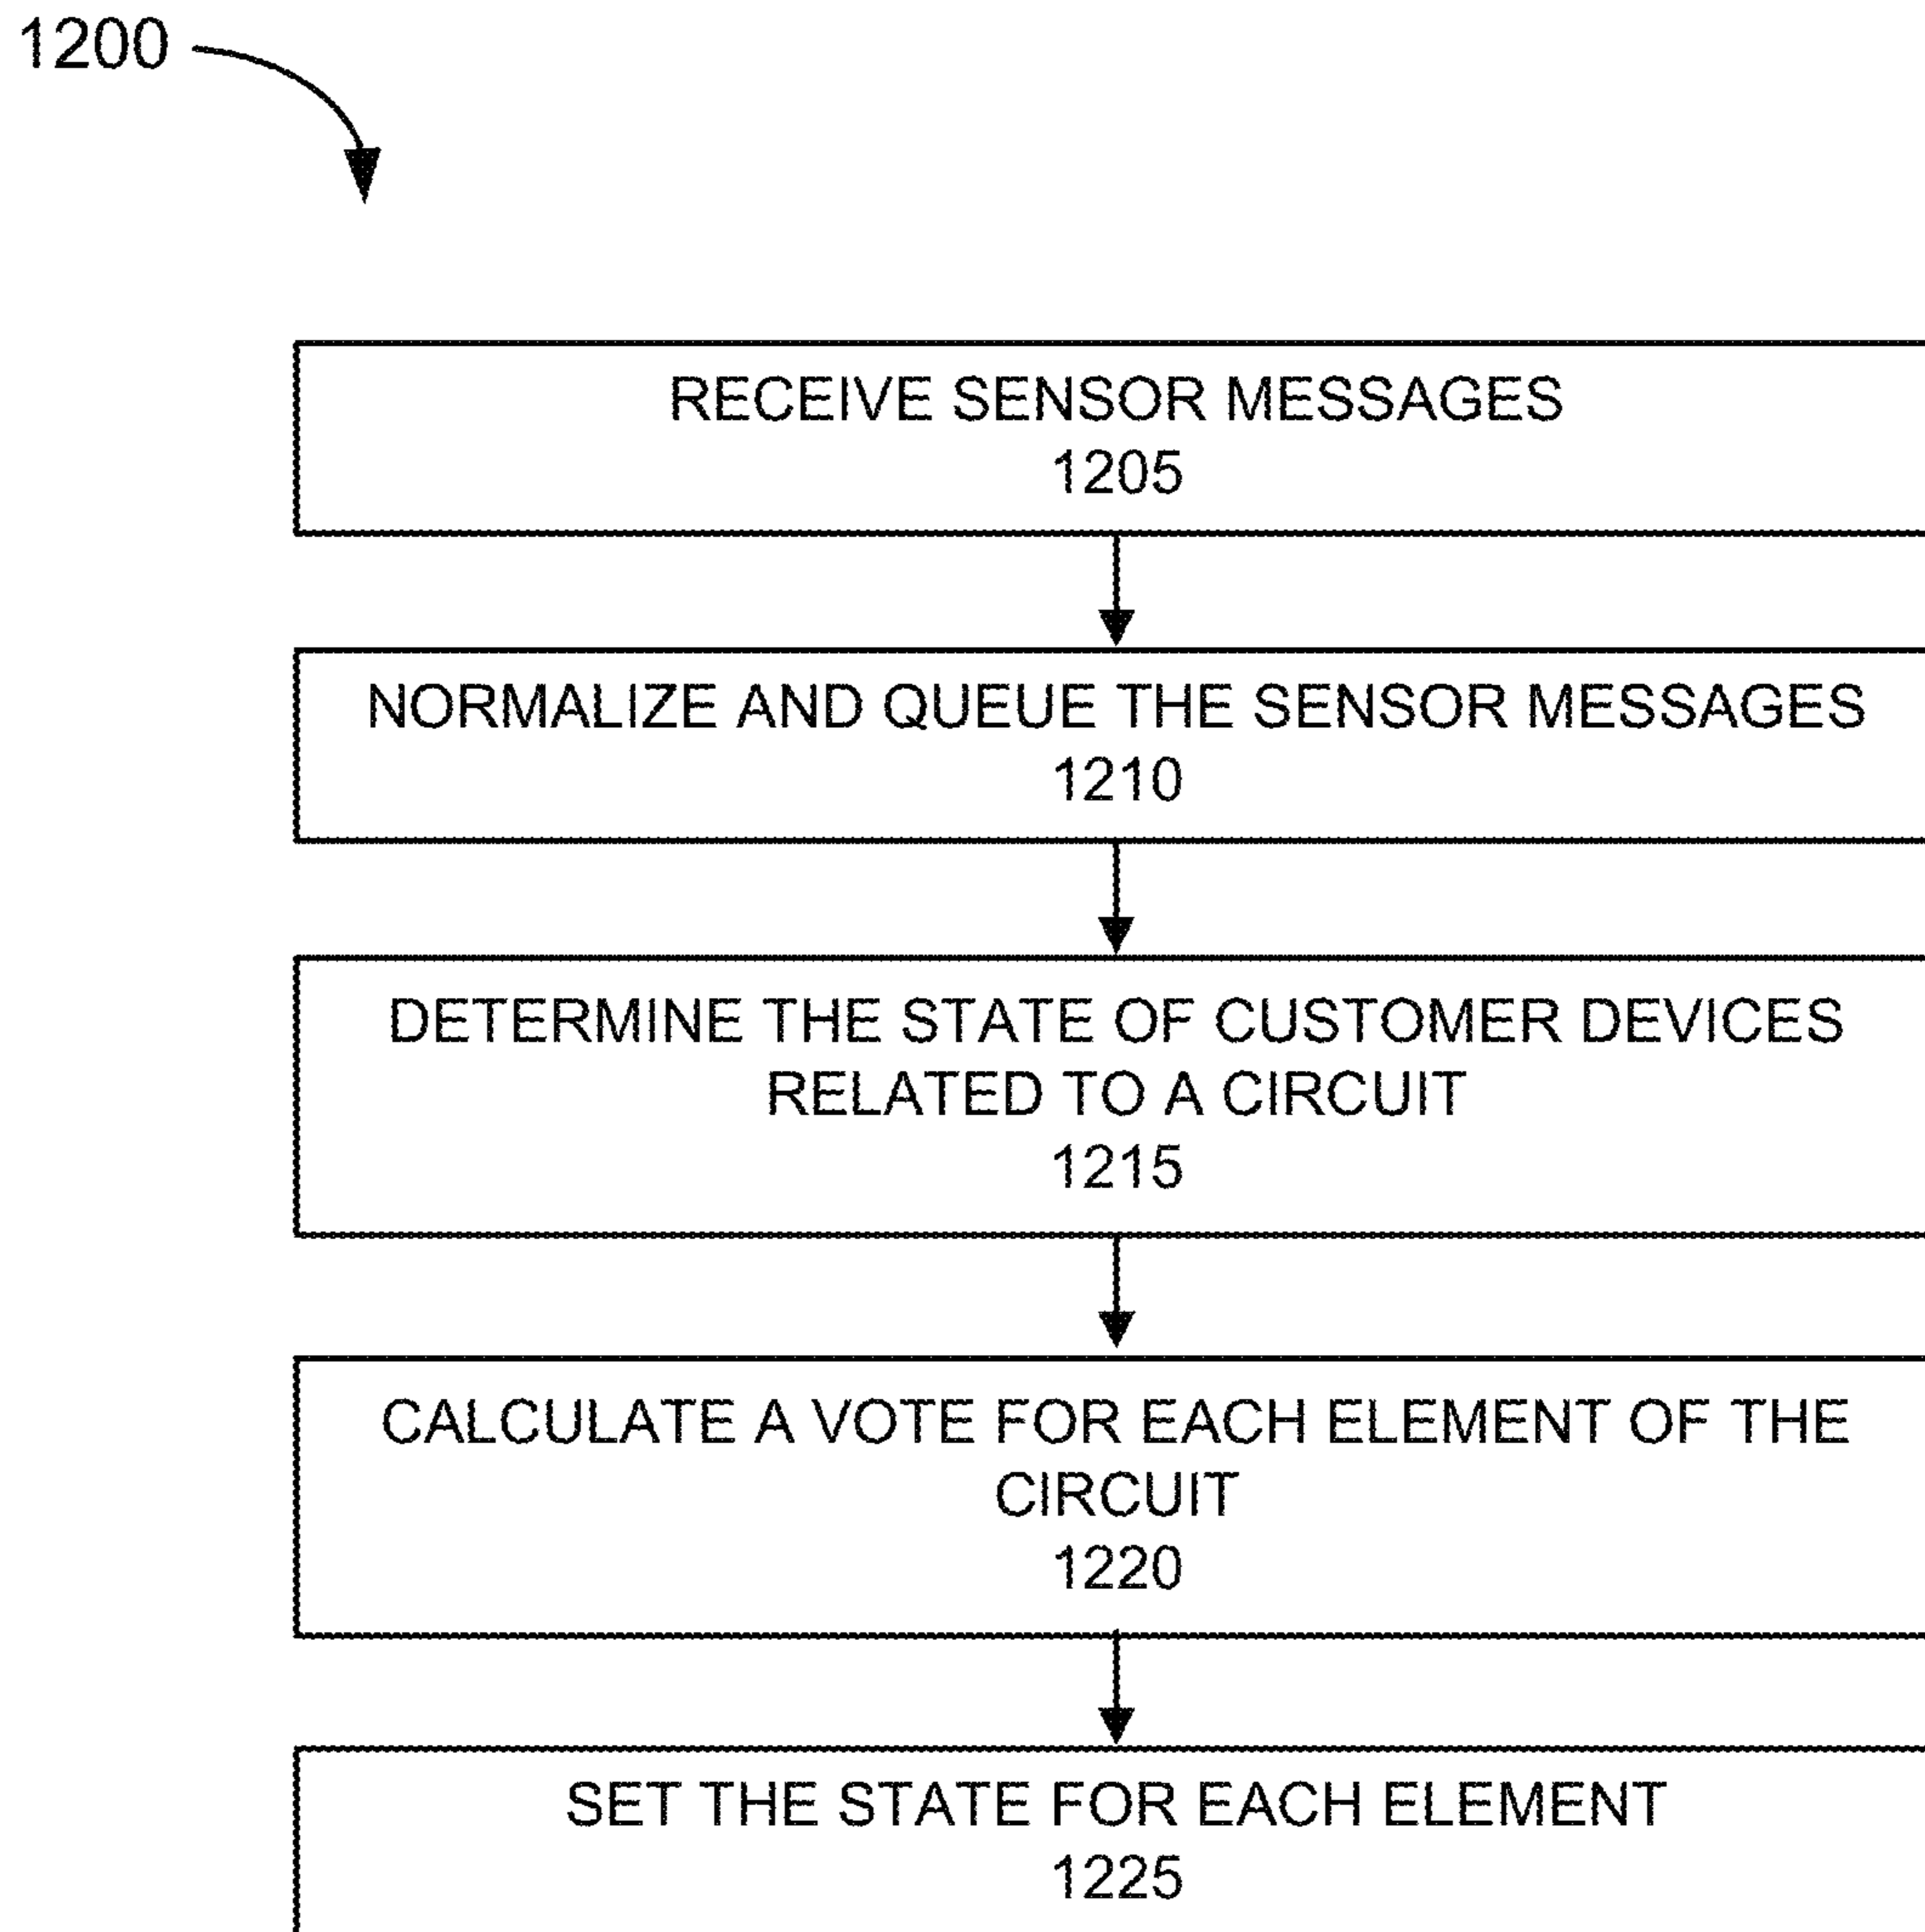 1200
RECEIVE SENSOR MESSAGES
1205
NORMALIZE AND QUEUE THE SENSOR MESSAGES
1210
DETERMINE THE STATE OF CUSTOMER DEVICES
RELATED TO A CIRCUIT
1215
CALCULATE A VOTE FOR EACH ELEMENT OF THE
CIRCUIT
1220
SET THE STATE FOR EACH ELEMENT
1225